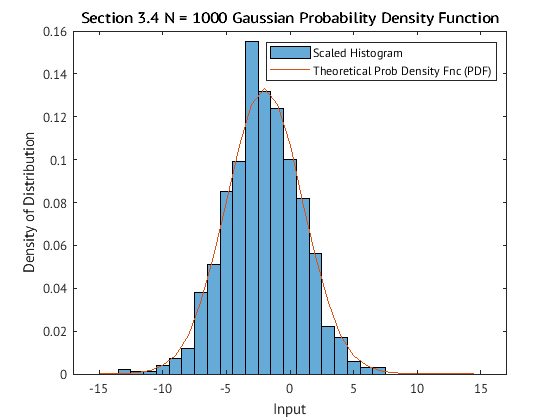 Section 3.4 N = 1000 Gaussian Probability Density Function
Scaled Histogram
Theoretical Prob Density Fnc (PDF)
Density of Distribution
0.16
0.14
0.12
0.1
0.08
0.06
0.04
0.02
0
-15 -10 -5 0 5 10 15
Input